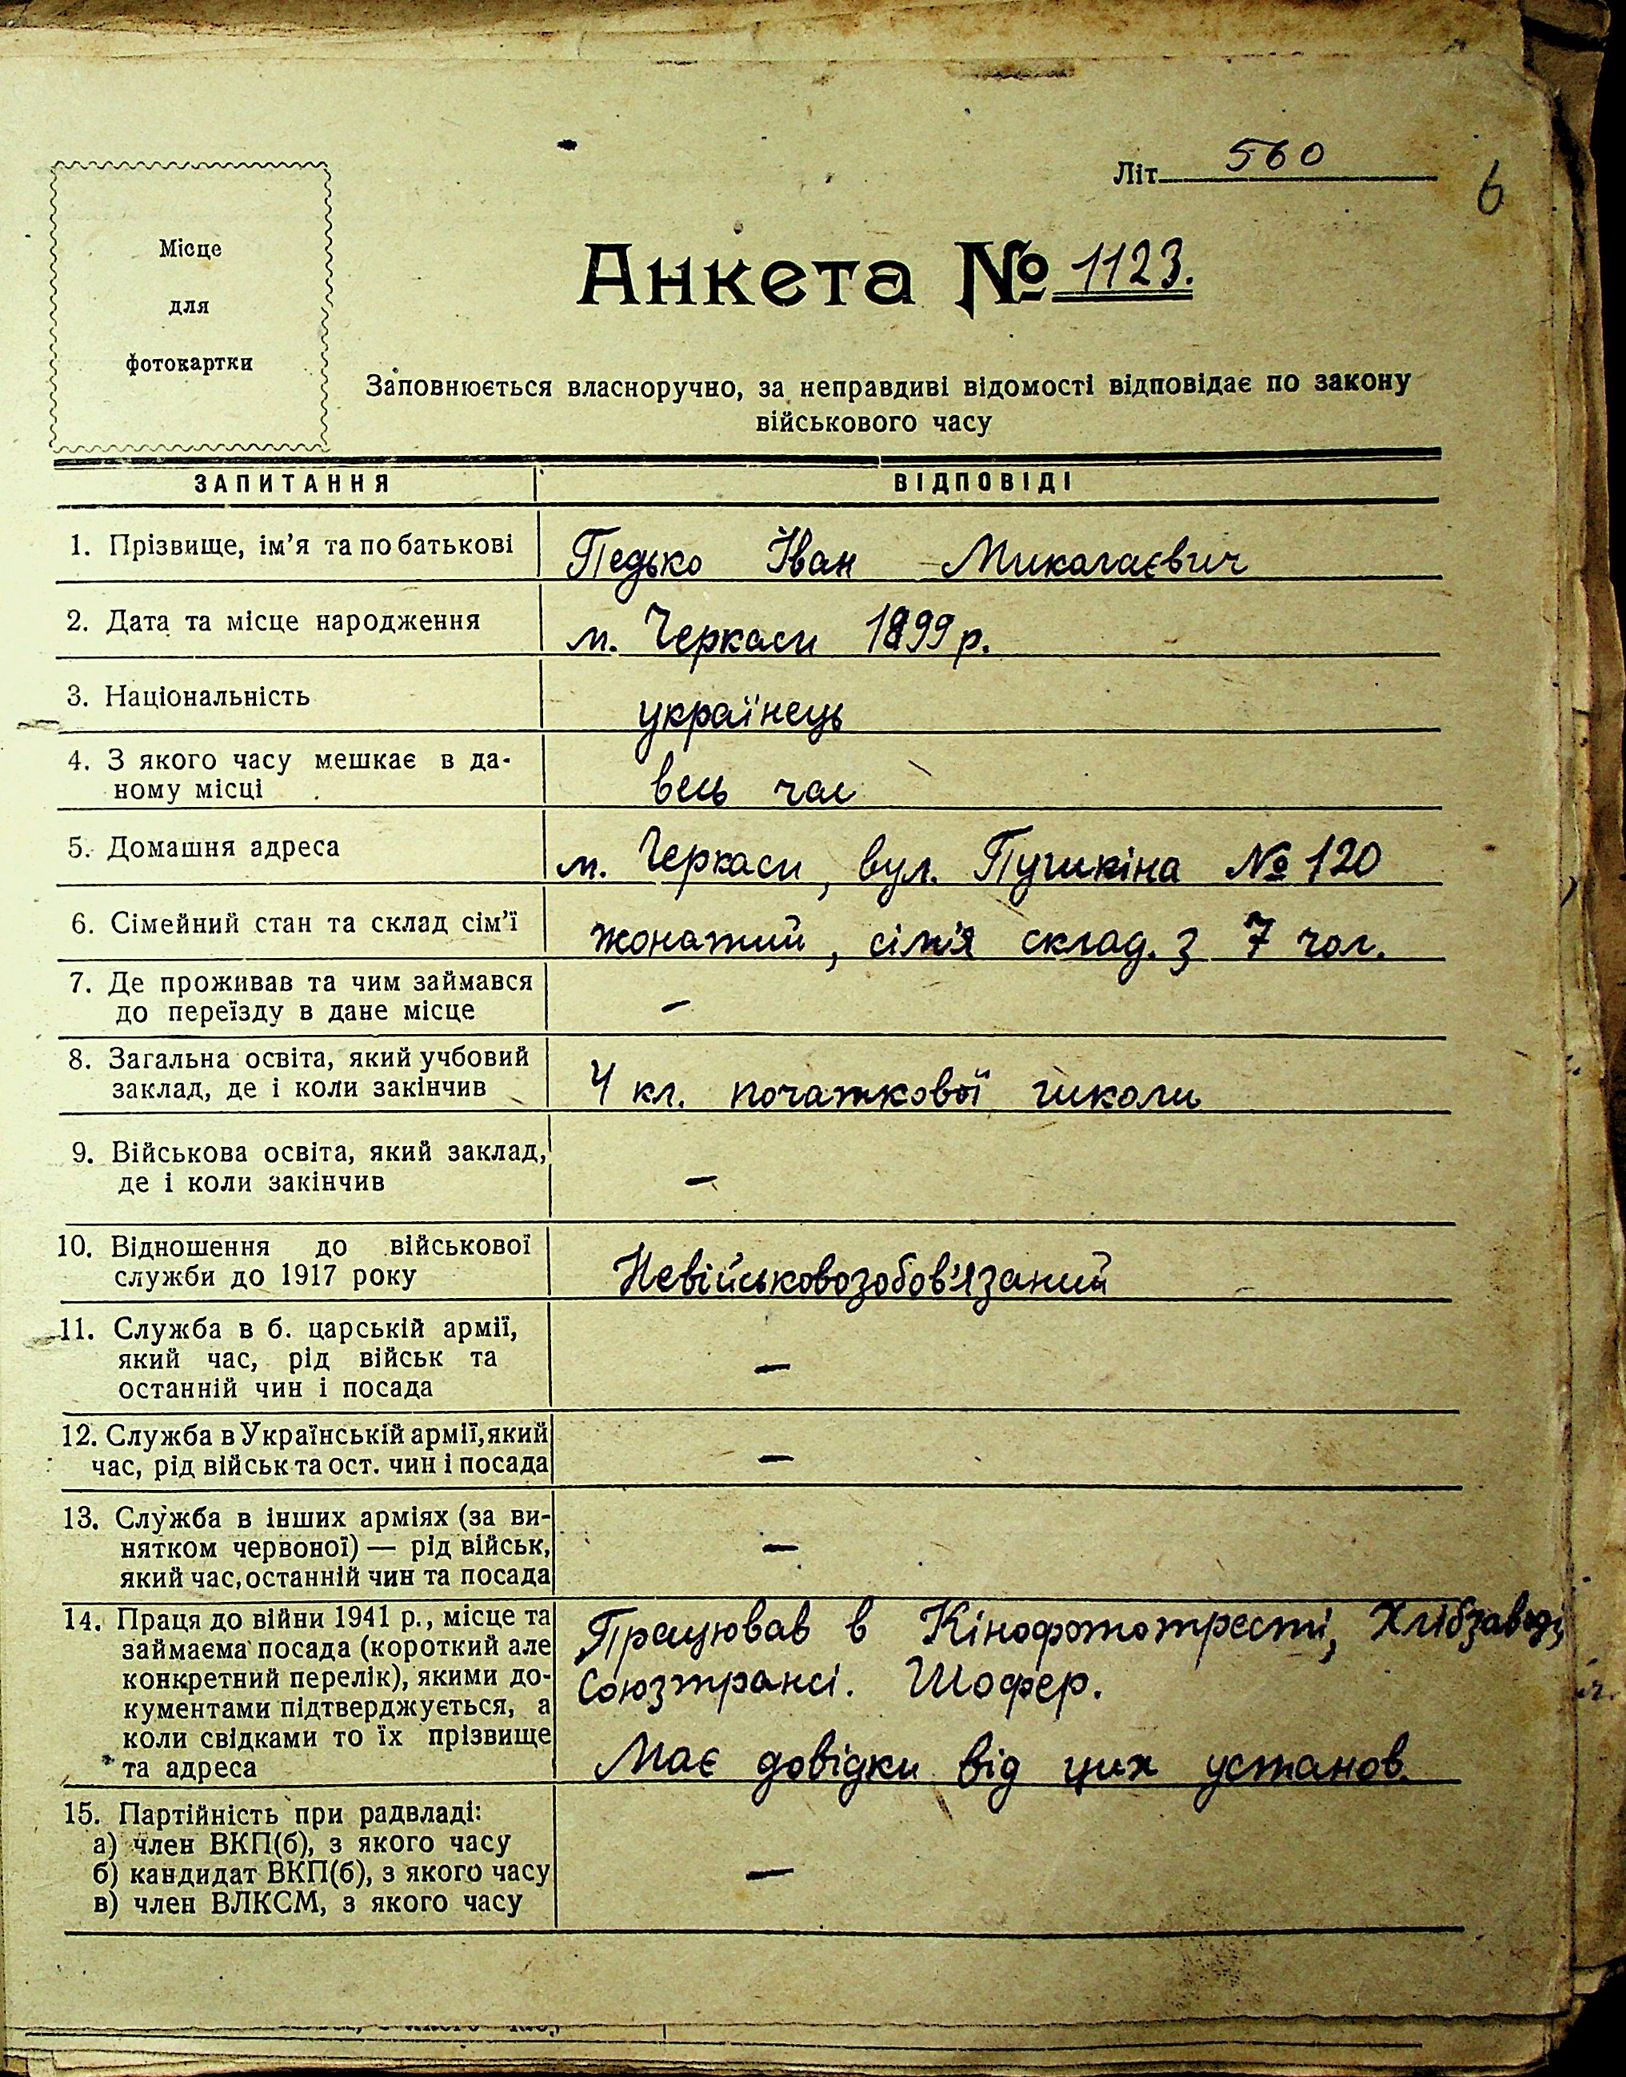 Літ 560
6
Місце
для
фотокартки
Анкета № 1123.
Заповнюється власноручно, за неправдиві відомості відповідає по закону
військового часу
ЗАПИТАННЯ ВІДПОВІДІ
1. Прізвище, ім'я та по батькові Педько Іван Миколаєвич
2. Дата та місце народження м. Черкаси 1899 р.
3. Національність українець
4. З якого часу мешкає в да-
ному місці весь час
5. Домашня адреса м. Черкаси, вул. Пушкіна № 120
6. Сімейний стан та склад сім'ї жонатий, сім'я склад. з 7 чол.
7. Де проживав та чим займався
до переїзду в дане місце —
8. Загальна освіта, який учбовий
заклад, де і коли закінчив 4 кл. початкової школи
9. Військова освіта, який заклад,
де і коли закінчив —
10. Відношення до військової
служби до 1917 року Невійськовозобов'язаний
11. Служба в б. царській армії,
який час, рід військ та
останній чин і посада —
12. Служба в Українській армії, який
час, рід військ та ост. чин і посада —
13. Служба в інших арміях (за ви-
нятком червоної) — рід військ,
який час, останній чин та посада —
14. Праця до війни 1941 р., місце та
займаєма посада (короткий але
конкретний перелік), якими до-
кументами підтверджується, а
коли свідками то їх прізвище
та адреса
Працював в Кінофототресті, Хлібзаводі,
Союзтрансі. Шофер.
Має довідки від цих установ.
15. Партійність при радвладі:
а) член ВКП(б), з якого часу
б) кандидат ВКП(б), з якого часу —
в) член ВЛКСМ, з якого часу